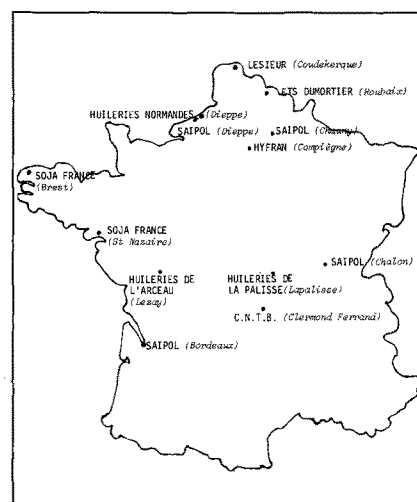 LESIEUR (Coudekerque)
ETS DUMORTIER (Roubaix)
HUILERIES NORMANDES (Dieppe)
SAIPOL (Dieppe)
SAIPOL (Chauny)
HYFRAN (Compiègne)
SOJA FRANCE
(Brest)
SOJA FRANCE
(St Nazaire)
SAIPOL (Chalon)
HUILERIES DE
L'ARCEAU
(Lezay)
HUILERIES DE
LA PALISSE (Lapalisse)
C.N.T.B. (Clermond Ferrand)
SAIPOL (Bordeaux)